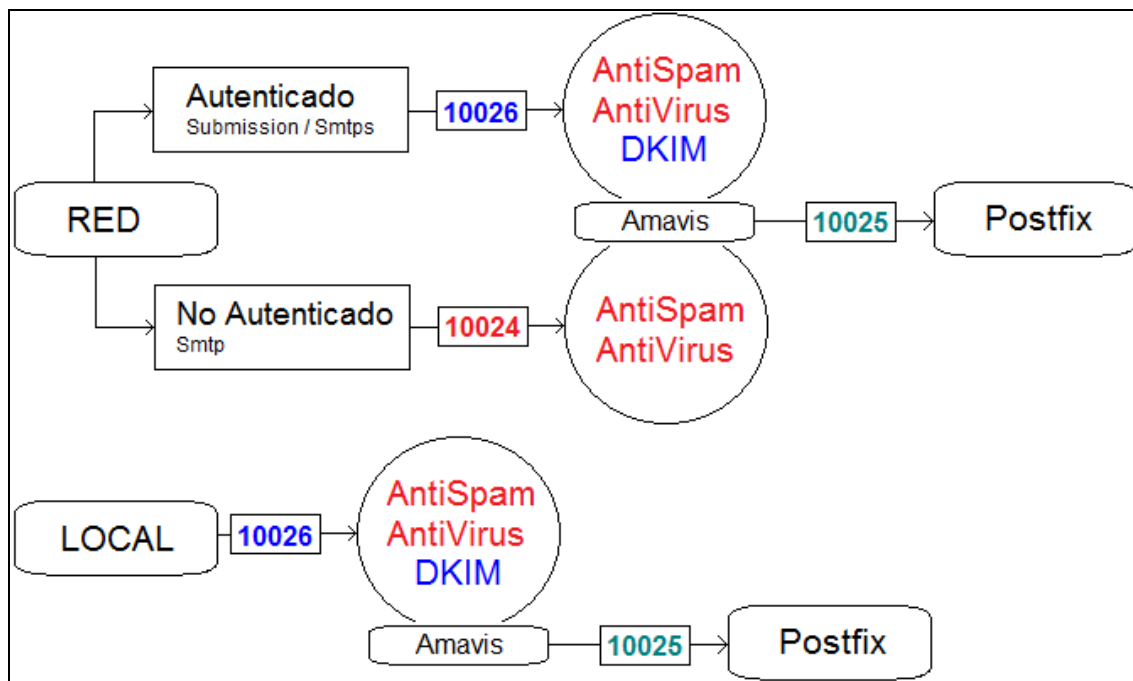 RED
Autenticado
Submission / Smtps
10026
AntiSpam
AntiVirus
DKIM
Amavis
10025
Postfix
No Autenticado
Smtp
10024
AntiSpam
AntiVirus
LOCAL
10026
AntiSpam
AntiVirus
DKIM
Amavis
10025
Postfix